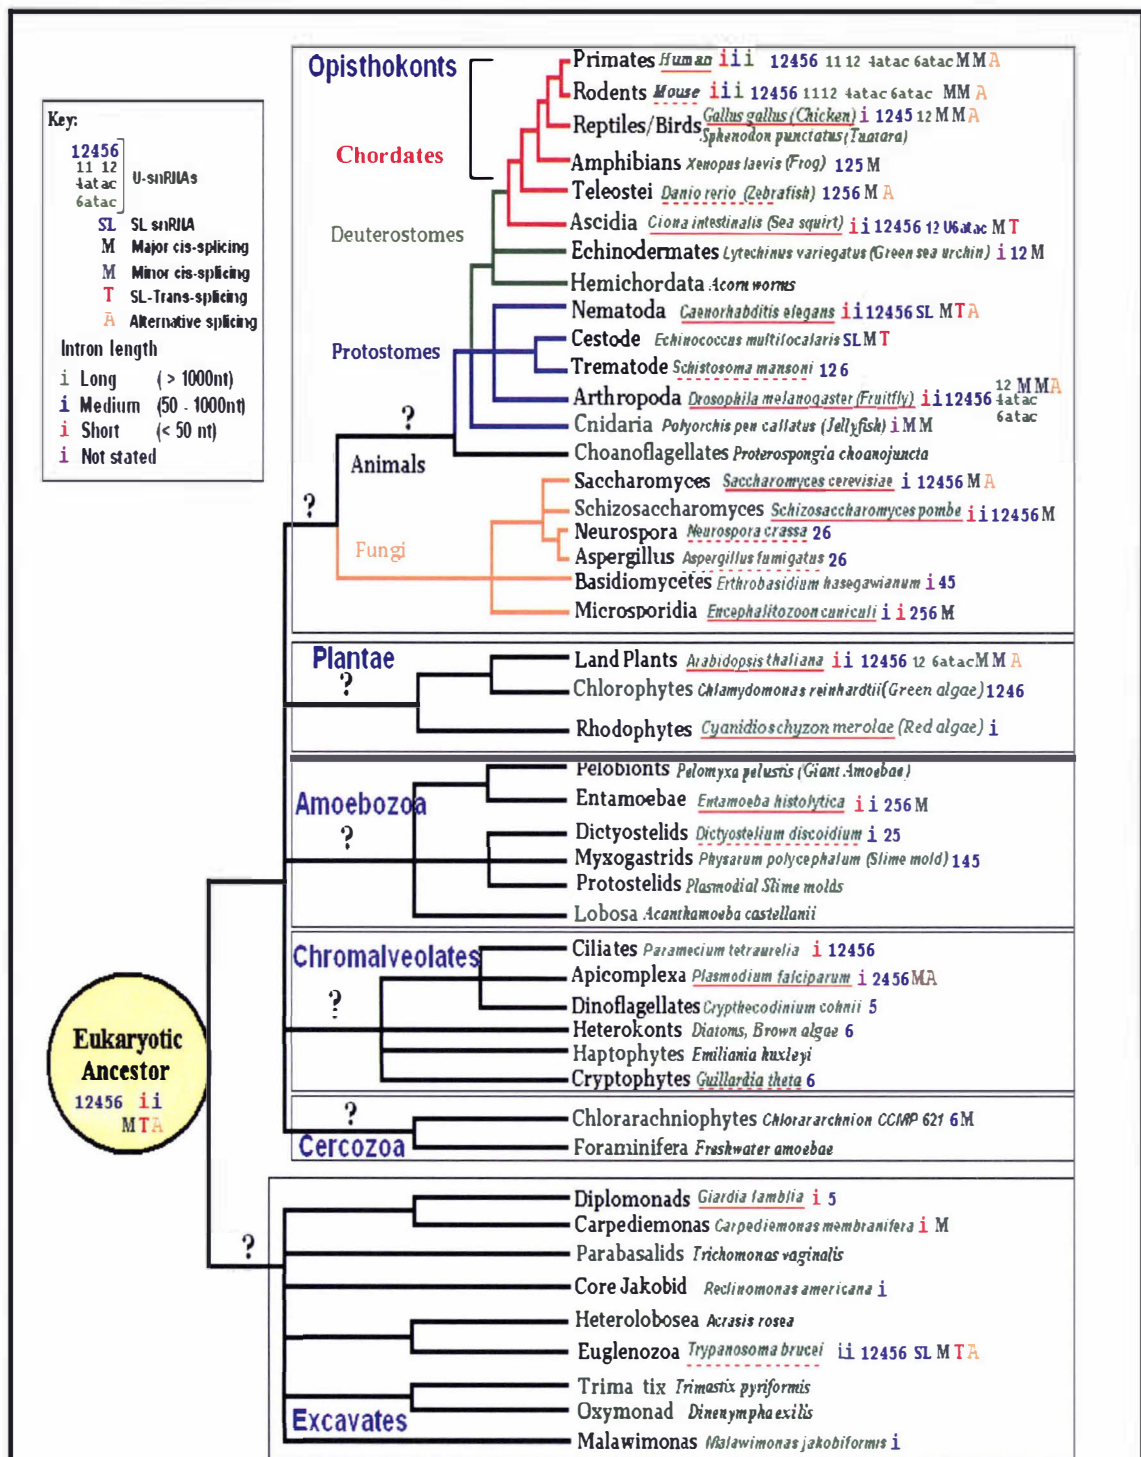 Opisthokonts
Primates Human i i i 12456 11 12 4atac 6atac M M A
Rodents Mouse i i i 12456 11 12 4atac 6atac M M A
Reptiles/Birds Gallus gallus (Chicken) i 1245 12 M M A
Sphenodon punctatus (Tuatara)
Chordates
Amphibians Xenopus laevis (Frog) 125 M
Teleostei Danio rerio (Zebrafish) 1256 M A
Ascidia Ciona intestinalis (Sea squirt) i i 12456 12 U6atac M T
Deuterostomes
Echinodermates Lytechinus variegatus (Green sea urchin) i 12 M
Hemichordata Acorn worms
Nematoda Caenorhabditis elegans i i 12456 SL M T A
Cestode Echinococcus multilocularis SL M T
Protostomes
Trematode Schistosoma mansoni 126
Arthropoda Drosophila melanogaster (Fruitfly) i i 12456 12 M M A
4atac
6atac
Cnidaria Polyorchis pen callatus (Jellyfish) i M M
?
Choanoflagellates Proterospongia choanojuncta
Animals
Saccharomyces Saccharomyces cerevisiae i 12456 M A
?
Schizosaccharomyces Schizosaccharomyces pombe i i 12456 M
Neurospora Neurospora crassa 26
Fungi
Aspergillus Aspergillus fumigatus 26
Basidiomycetes Erthrobasidium hasegawianum i 45
Microsporidia Encephalitozoon cuniculi i i 256 M
Key:
12456
11 12
4atac
6atac
U-snRNAs
SL SL snRNA
M Major cis-splicing
M Minor cis-splicing
T SL-Trans-splicing
A Alternative splicing
Intron length
i Long ( > 1000nt)
i Medium (50 - 1000nt)
i Short (< 50 nt)
i Not stated
Plantae
?
Land Plants Arabidopsis thaliana i i 12456 12 6atac M M A
Chlorophytes Chlamydomonas reinhardtii (Green algae) 1246
Rhodophytes Cyanidioschyzon merolae (Red algae) i
Amoebozoa
?
Pelobionts Pelomyxa pelustis (Giant Amoebae)
Entamoebae Entamoeba histolytica i i 256 M
Dictyostelids Dictyostelium discoidium i 25
Myxogastrids Physarum polycephalum (Slime mold) 145
Protostelids Plasmodial Slime molds
Lobosa Acanthamoeba castellanii
Chromalveolates
?
Ciliates Paramecium tetraurelia i 12456
Apicomplexa Plasmodium falciparum i 2456 M A
Dinoflagellates Crypthecodinium cohnii 5
Heterokonts Diatoms, Brown algae 6
Haptophytes Emiliania huxleyi
Cryptophytes Guillardia theta 6
Eukaryotic
Ancestor
12456 i i
M T A
?
Cercozoa
Chlorarachniophytes Chlorararchnion CCMP 621 6 M
Foraminifera Freshwater amoebae
?
Diplomonads Giardia lamblia i 5
Carpediemonas Carpediemonas membranifera i M
Parabasalids Trichomonas vaginalis
Core Jakobid Reclinomonas americana i
Heterolobosea Acrasis rosea
Euglenozoa Trypanosoma brucei i i 12456 SL M T A
Trima tix Trimastix pyriformis
Oxymonad Dinenympha exilis
Excavates
Malawimonas Malawimonas jakobiformis i